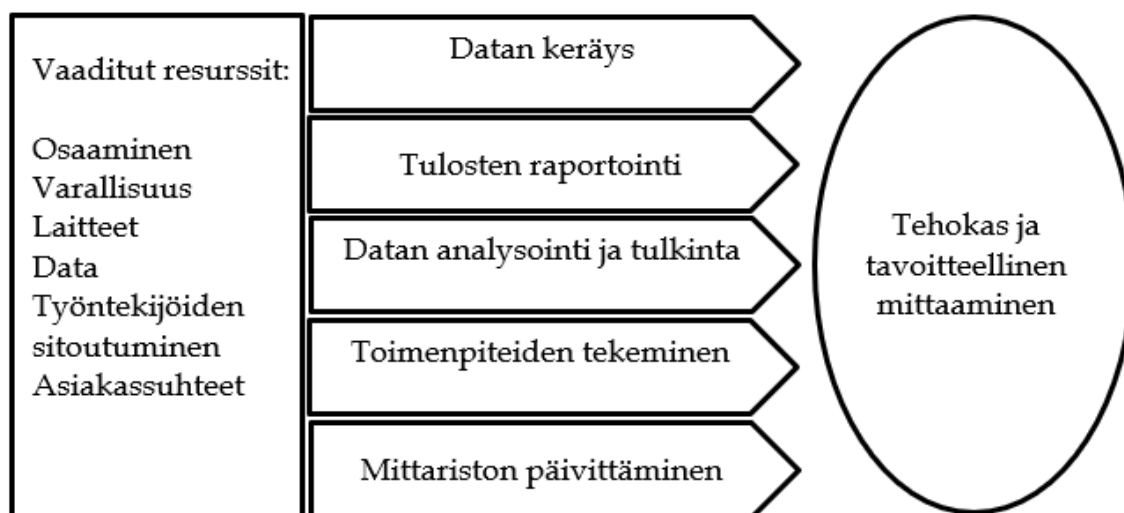 Vaaditut resurssit:
Osaaminen
Varallisuus
Laitteet
Data
Työntekijöiden
sitoutuminen
Asiakassuhteet
Datan keräys
Tulosten raportointi
Datan analysointi ja tulkinta
Toimenpiteiden tekeminen
Mittariston päivittäminen
Tehokas ja
tavoitteellinen
mittaaminen